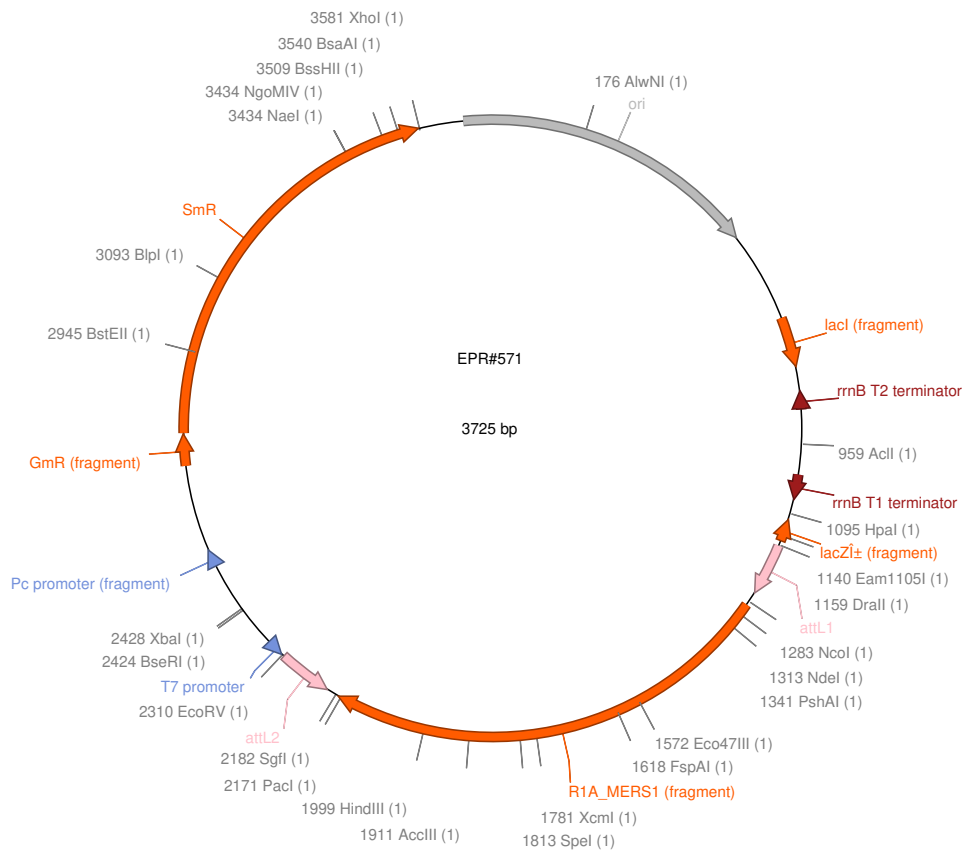 3581 XhoI (1)
3540 BsaAI (1)
3509 BssHII (1)
3434 NgoMIV (1)
3434 NaeI (1)
176 AlwNI (1)
ori
SmR
3093 BlpI (1)
2945 BstEII (1)
GmR (fragment)
Pc promoter (fragment)
2428 XbaI (1)
2424 BseRI (1)
T7 promoter
2310 EcoRV (1)
attL2
2182 SgfI (1)
2171 PacI (1)
1999 HindIII (1)
1911 AccIII (1)
EPR#571
3725 bp
lacI (fragment)
rrnB T2 terminator
959 AclI (1)
rrnB T1 terminator
1095 HpaI (1)
lacZÎ± (fragment)
1140 Eam1105I (1)
1159 DraII (1)
attL1
1283 NcoI (1)
1313 NdeI (1)
1341 PshAI (1)
1572 Eco47III (1)
1618 FspAI (1)
R1A_MERS1 (fragment)
1781 XcmI (1)
1813 SpeI (1)